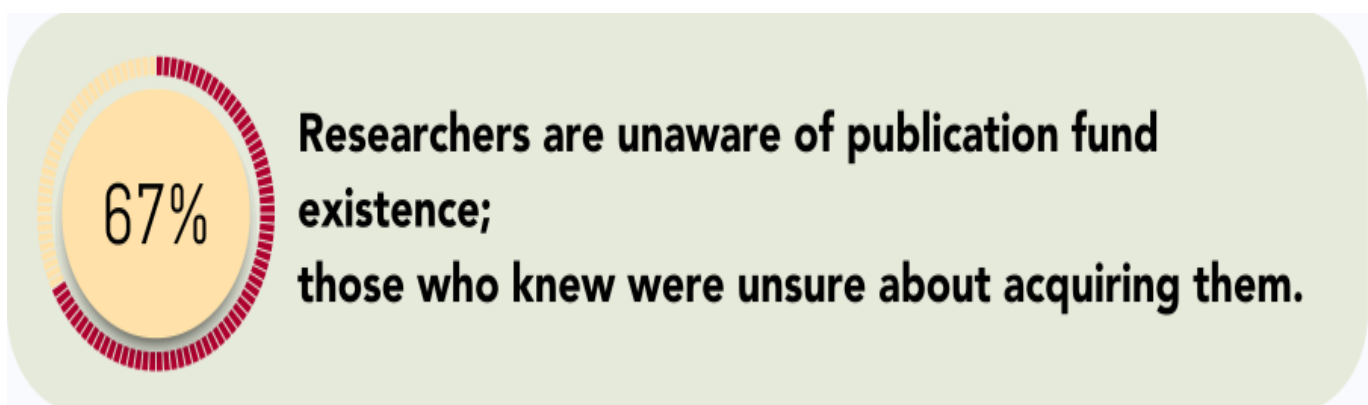 67%
Researchers are unaware of publication fund
existence;
those who knew were unsure about acquiring them.